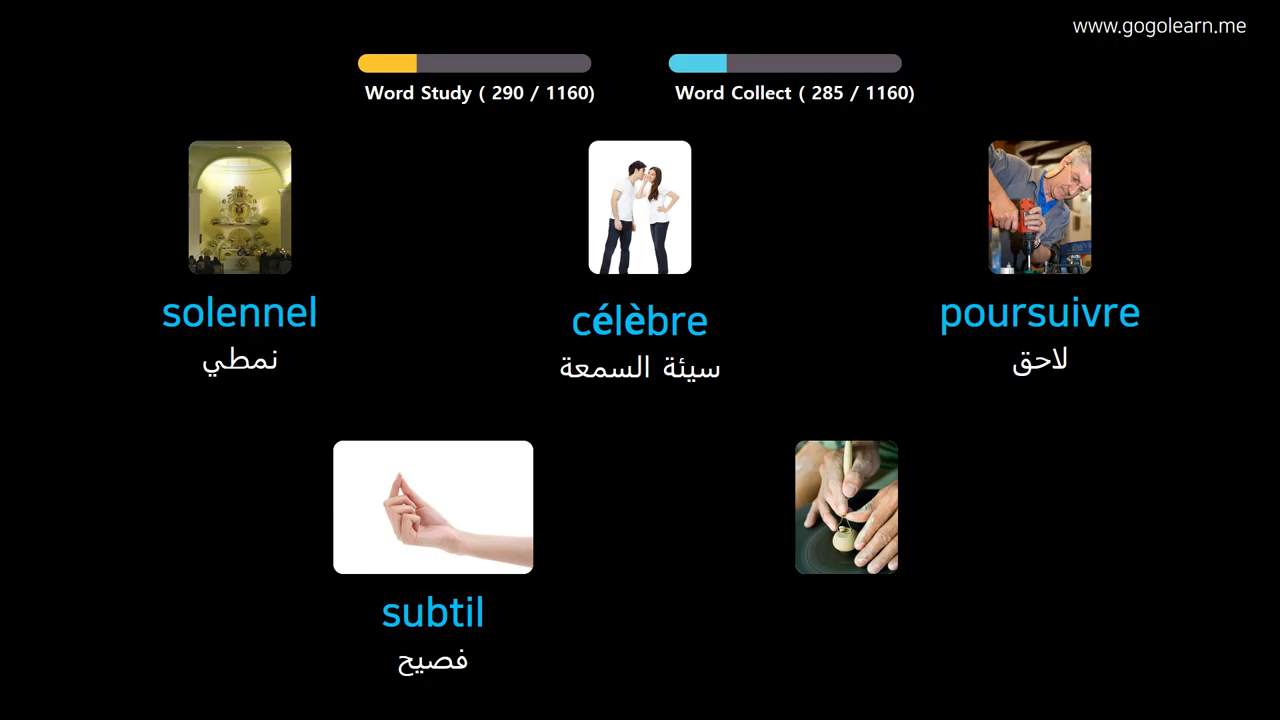 www.gogolearn.me
Word Study ( 290 / 1160)
Word Collect ( 285 / 1160)
solennel
نمطي
célèbre
سيئة السمعة
poursuivre
لاحق
subtil
فصيح